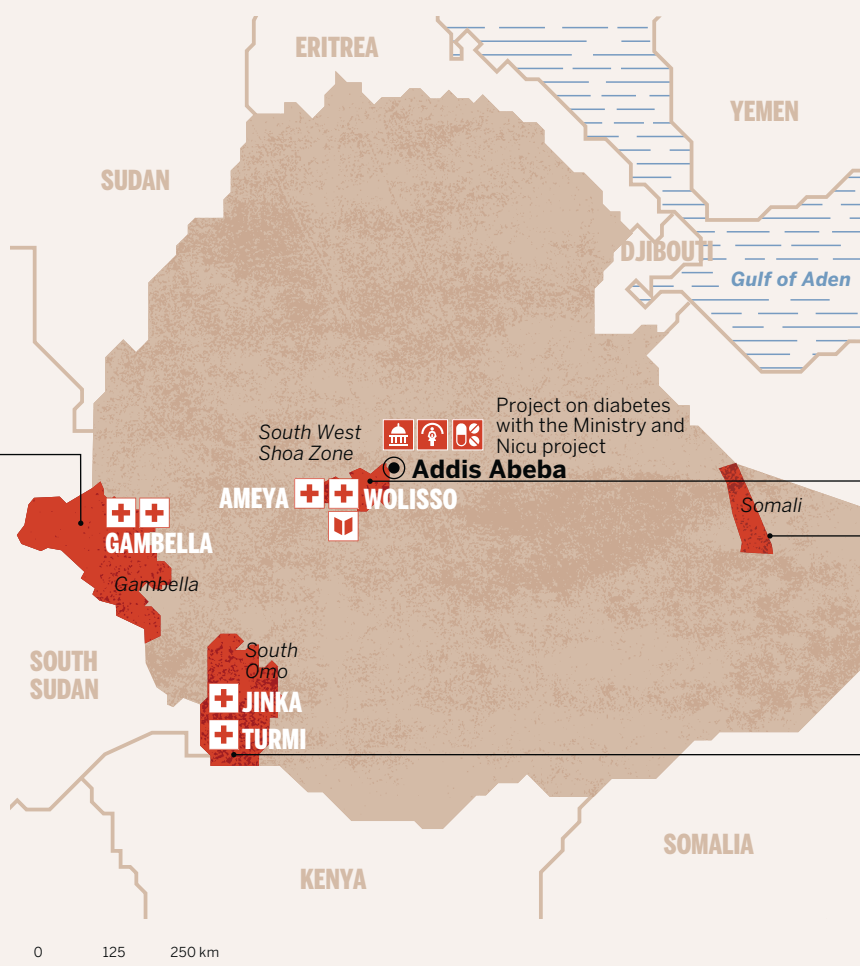 ERITREA
YEMEN
SUDAN
DJIBOUTI
Gulf of Aden
Project on diabetes
with the Ministry and
Nicu project
South West
Shoa Zone
Addis Abeba
AMEYA
WOLISSO
Somali
GAMBELLA
Gambella
South
Omo
SOUTH
SUDAN
JINKA
TURMI
SOMALIA
KENYA
0 125 250 km